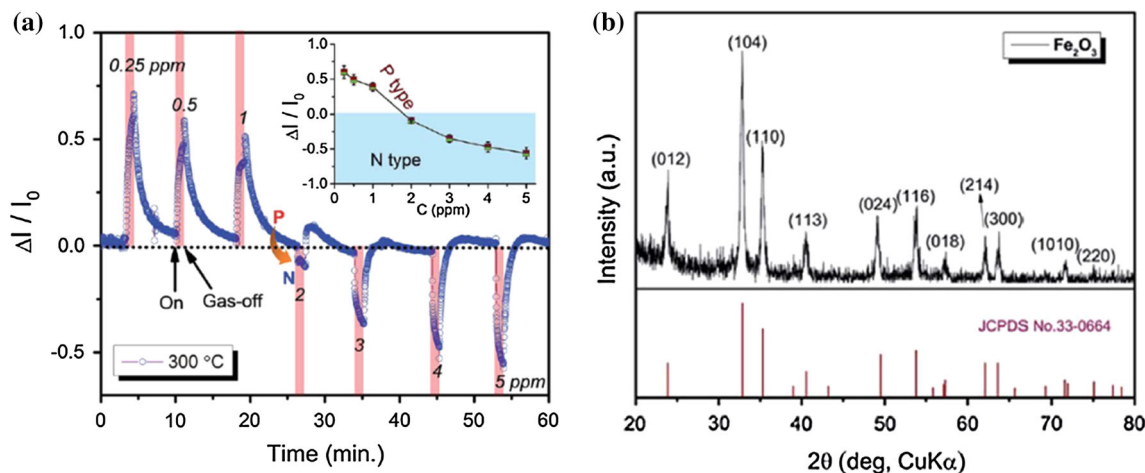 (a)
1.0
0.5
0.0
-0.5
ΔI / I₀
0.25 ppm
0.5
1
P
N
2
3
4
5 ppm
On
Gas-off
300 °C
0
10
20
30
40
50
60
Time (min.)
1.0
0.5
0.0
-0.5
-1.0
ΔI / I₀
P type
N type
0
1
2
3
4
5
C (ppm)
(b)
Intensity (a.u.)
(012)
(104)
(110)
(113)
(024)
(116)
(018)
(214)
(300)
(1010)
(220)
Fe₂O₃
JCPDS No.33-0664
20
30
40
50
60
70
80
2θ (deg, CuKα)